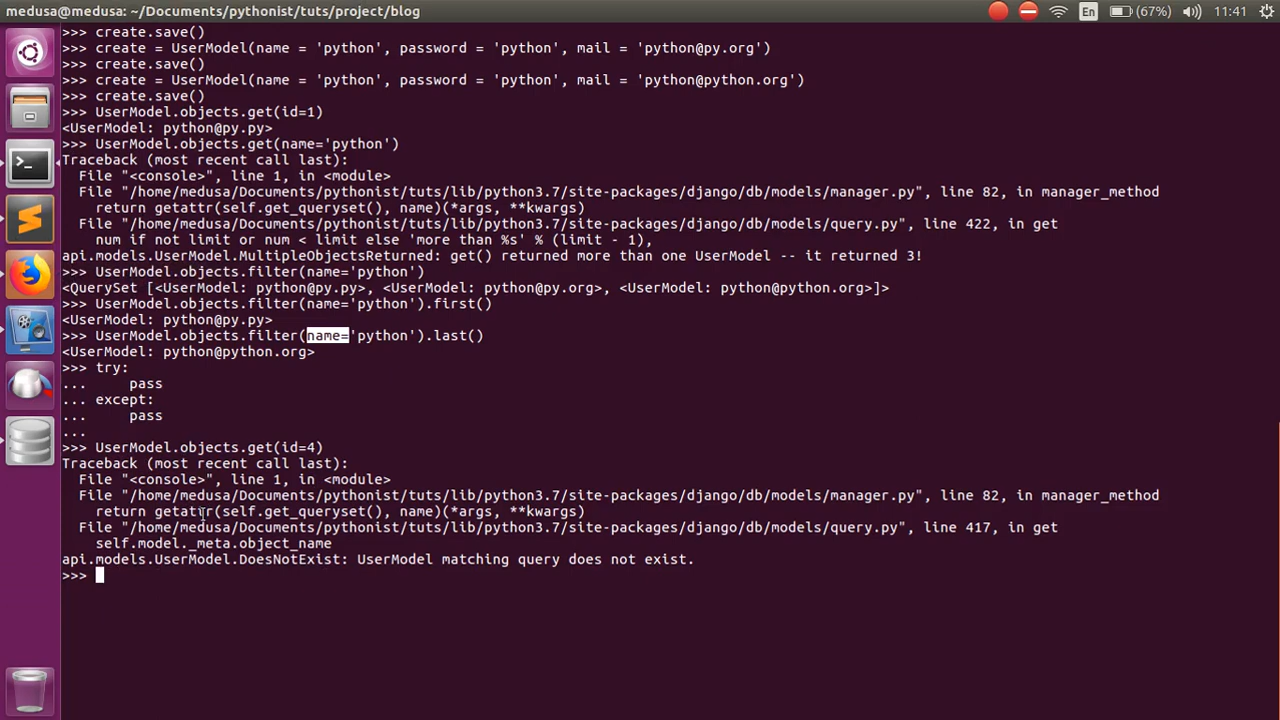 medusa@medusa: ~/Documents/pythonist/tuts/project/blog
En (67%) 11:41
>>> create.save()
>>> create = UserModel(name = 'python', password = 'python', mail = 'python@py.org')
>>> create.save()
>>> create = UserModel(name = 'python', password = 'python', mail = 'python@python.org')
>>> create.save()
>>> UserModel.objects.get(id=1)
<UserModel: python@py.py>
>>> UserModel.objects.get(name='python')
Traceback (most recent call last):
  File "<console>", line 1, in <module>
  File "/home/medusa/Documents/pythonist/tuts/lib/python3.7/site-packages/django/db/models/manager.py", line 82, in manager_method
    return getattr(self.get_queryset(), name)(*args, **kwargs)
  File "/home/medusa/Documents/pythonist/tuts/lib/python3.7/site-packages/django/db/models/query.py", line 422, in get
    num if not limit or num < limit else 'more than %s' % (limit - 1),
api.models.UserModel.MultipleObjectsReturned: get() returned more than one UserModel -- it returned 3!
>>> UserModel.objects.filter(name='python')
<QuerySet [<UserModel: python@py.py>, <UserModel: python@py.org>, <UserModel: python@python.org>]>
>>> UserModel.objects.filter(name='python').first()
<UserModel: python@py.py>
>>> UserModel.objects.filter(name='python').last()
<UserModel: python@python.org>
>>> try:
...     pass
... except:
...     pass
...
>>> UserModel.objects.get(id=4)
Traceback (most recent call last):
  File "<console>", line 1, in <module>
  File "/home/medusa/Documents/pythonist/tuts/lib/python3.7/site-packages/django/db/models/manager.py", line 82, in manager_method
    return getattr(self.get_queryset(), name)(*args, **kwargs)
  File "/home/medusa/Documents/pythonist/tuts/lib/python3.7/site-packages/django/db/models/query.py", line 417, in get
    self.model._meta.object_name
api.models.UserModel.DoesNotExist: UserModel matching query does not exist.
>>>